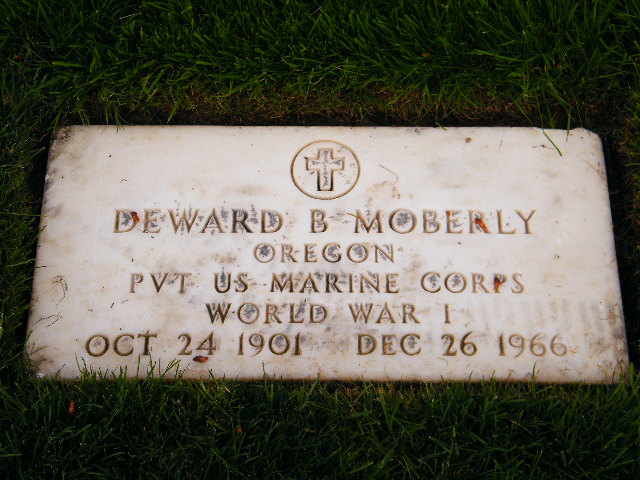 DEWARD B MOBERLY
OREGON
PVT US MARINE CORPS
WORLD WAR I
OCT 24 1901 DEC 26 1966